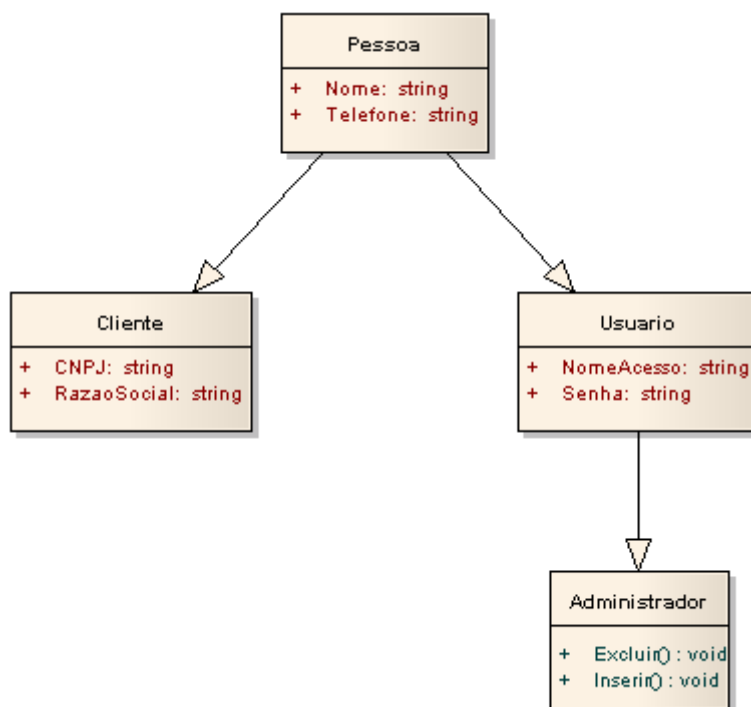 Pessoa
+ Nome: string
+ Telefone: string
Cliente
+ CNPJ: string
+ RazaoSocial: string
Usuario
+ NomeAcesso: string
+ Senha: string
Administrador
+ Excluir() : void
+ Inserir() : void